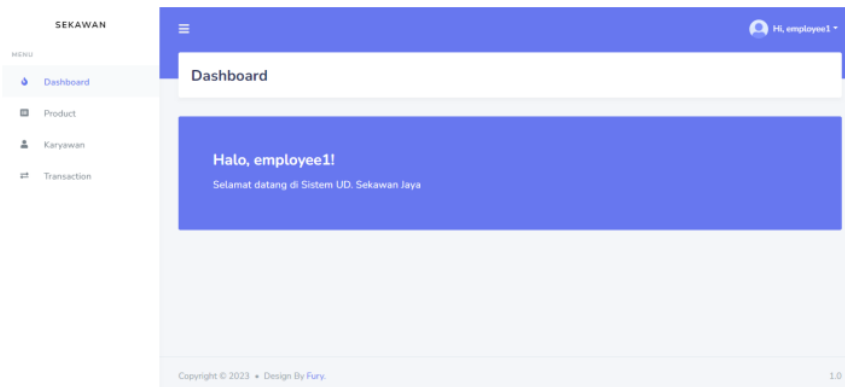 SEKAWAN
MENU
Dashboard
Product
Karyawan
Transaction
Hi, employee1
Dashboard
Halo, employee1!
Selamat datang di Sistem UD. Sekawan Jaya
Copyright © 2023 • Design By Fury.
1.0